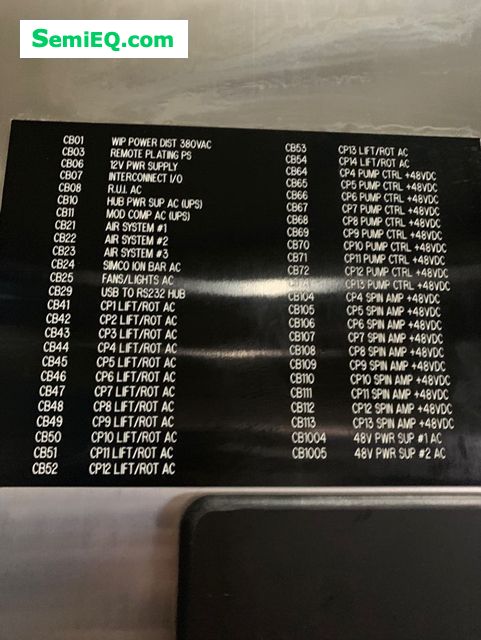 SemiEQ.com
CB01 WIP POWER DIST 380VAC
CB03 REMOTE PLATING PS
CB06 12V PWR SUPPLY
CB07 INTERCONNECT I/O
CB08 R.U.I. AC
CB10 HUB PWR SUP AC (UPS)
CB11 MOD COMP AC (UPS)
CB21 AIR SYSTEM #1
CB22 AIR SYSTEM #2
CB23 AIR SYSTEM #3
CB24 SIMCO ION BAR AC
CB25 FANS/LIGHTS AC
CB29 USB TO RS232 HUB
CB41 CP1 LIFT/ROT AC
CB42 CP2 LIFT/ROT AC
CB43 CP3 LIFT/ROT AC
CB44 CP4 LIFT/ROT AC
CB45 CP5 LIFT/ROT AC
CB46 CP6 LIFT/ROT AC
CB47 CP7 LIFT/ROT AC
CB48 CP8 LIFT/ROT AC
CB49 CP9 LIFT/ROT AC
CB50 CP10 LIFT/ROT AC
CB51 CP11 LIFT/ROT AC
CB52 CP12 LIFT/ROT AC
CB53 CP13 LIFT/ROT AC
CB54 CP14 LIFT/ROT AC
CB64 CP4 PUMP CTRL +48VDC
CB65 CP5 PUMP CTRL +48VDC
CB66 CP6 PUMP CTRL +48VDC
CB67 CP7 PUMP CTRL +48VDC
CB68 CP8 PUMP CTRL +48VDC
CB69 CP9 PUMP CTRL +48VDC
CB70 CP10 PUMP CTRL +48VDC
CB71 CP11 PUMP CTRL +48VDC
CB72 CP12 PUMP CTRL +48VDC
CP13 PUMP CTRL +48VDC
CB104 CP4 SPIN AMP +48VDC
CB105 CP5 SPIN AMP +48VDC
CB106 CP6 SPIN AMP +48VDC
CB107 CP7 SPIN AMP +48VDC
CB108 CP8 SPIN AMP +48VDC
CB109 CP9 SPIN AMP +48VDC
CB110 CP10 SPIN AMP +48VDC
CB111 CP11 SPIN AMP +48VDC
CB112 CP12 SPIN AMP +48VDC
CB113 CP13 SPIN AMP +48VDC
CB1004 48V PWR SUP #1 AC
CB1005 48V PWR SUP #2 AC